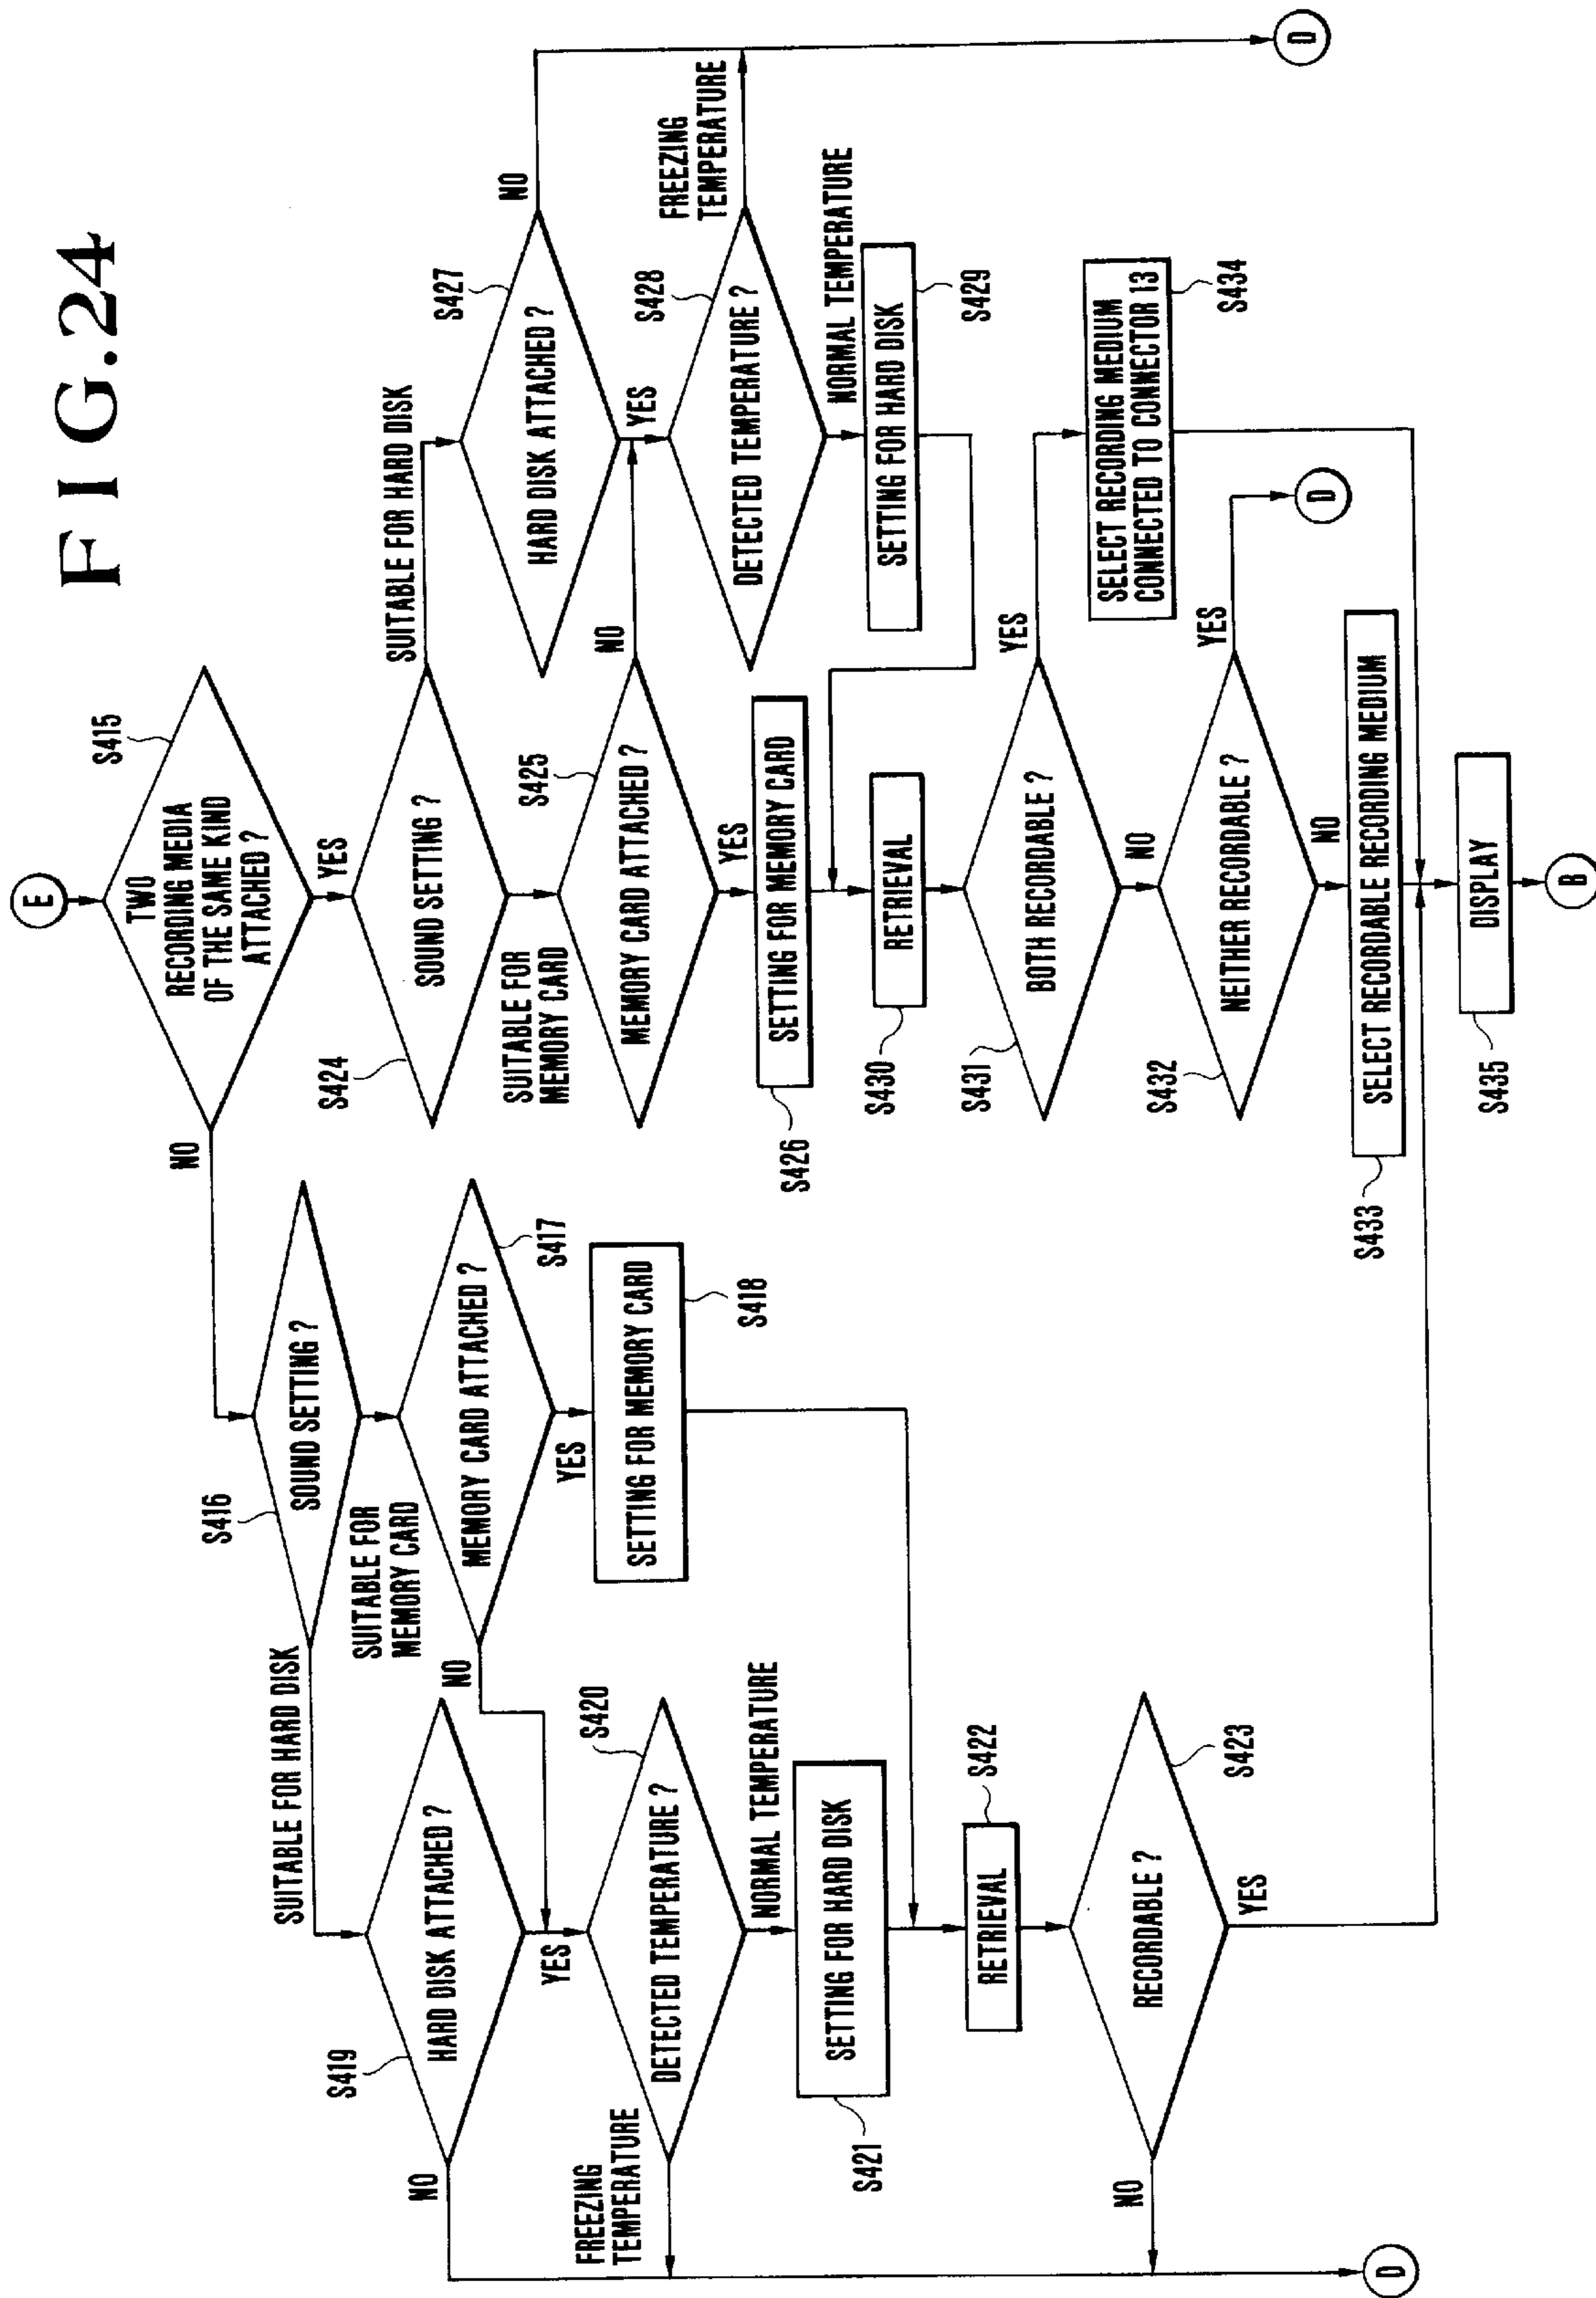 FIG.24
E
TWO
RECORDING MEDIA
OF THE SAME KIND
ATTACHED ?
S415
NO
YES
SOUND SETTING ?
S416
SUITABLE FOR HARD DISK
SUITABLE FOR
MEMORY CARD
MEMORY CARD ATTACHED ?
S417
NO
YES
SETTING FOR MEMORY CARD
S418
HARD DISK ATTACHED ?
S419
NO
YES
DETECTED TEMPERATURE ?
S420
FREEZING
TEMPERATURE
NORMAL TEMPERATURE
SETTING FOR HARD DISK
S421
RETRIEVAL
S422
RECORDABLE ?
S423
NO
YES
D
SOUND SETTING ?
S424
SUITABLE FOR HARD DISK
SUITABLE FOR
MEMORY CARD
MEMORY CARD ATTACHED ?
S425
NO
YES
SETTING FOR MEMORY CARD
S426
HARD DISK ATTACHED ?
S427
NO
YES
DETECTED TEMPERATURE ?
S428
FREEZING
TEMPERATURE
NORMAL TEMPERATURE
SETTING FOR HARD DISK
S429
D
RETRIEVAL
S430
BOTH RECORDABLE ?
S431
YES
NO
NEITHER RECORDABLE ?
S432
YES
NO
D
SELECT RECORDABLE RECORDING MEDIUM
S433
SELECT RECORDING MEDIUM
CONNECTED TO CONNECTOR 13
S434
DISPLAY
S435
B